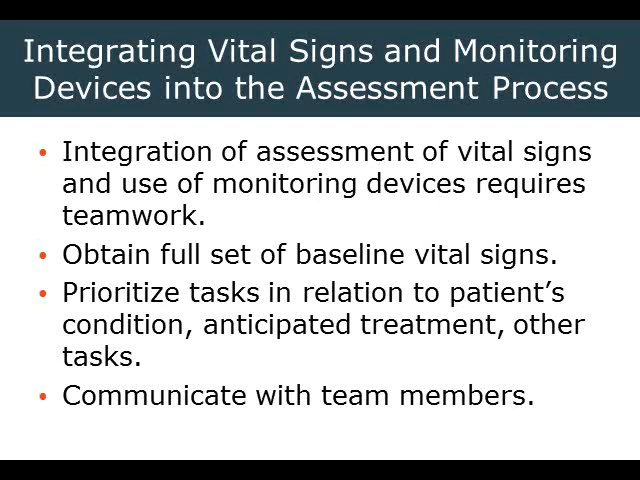 Integrating Vital Signs and Monitoring
Devices into the Assessment Process
• Integration of assessment of vital signs
and use of monitoring devices requires
teamwork.
• Obtain full set of baseline vital signs.
• Prioritize tasks in relation to patient’s
condition, anticipated treatment, other
tasks.
• Communicate with team members.